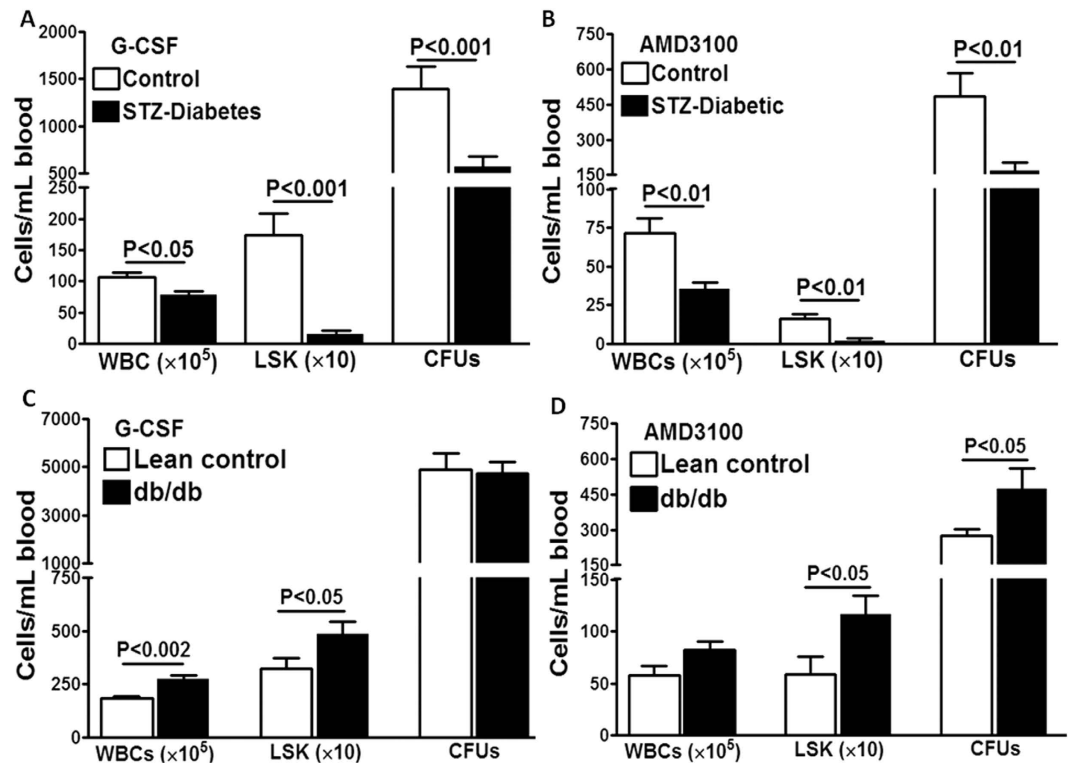 A
G-CSF
Control
STZ-Diabetes
P<0.001
P<0.001
P<0.05
2000
1500
1000
500
250
200
150
100
50
0
Cells/mL blood
WBC (×10⁵)
LSK (×10)
CFUs
B
AMD3100
Control
STZ-Diabetic
P<0.01
P<0.01
P<0.01
750
600
450
300
150
100
75
50
25
0
Cells/mL blood
WBCs (×10⁵)
LSK (×10)
CFUs
C
G-CSF
Lean control
db/db
P<0.05
P<0.002
7000
5000
3000
1000
750
500
250
0
Cells/mL blood
WBCs (×10⁵)
LSK (×10)
CFUs
D
AMD3100
Lean control
db/db
P<0.05
P<0.05
750
600
450
300
150
150
100
50
0
Cells/mL blood
WBCs (×10⁵)
LSK (×10)
CFUs